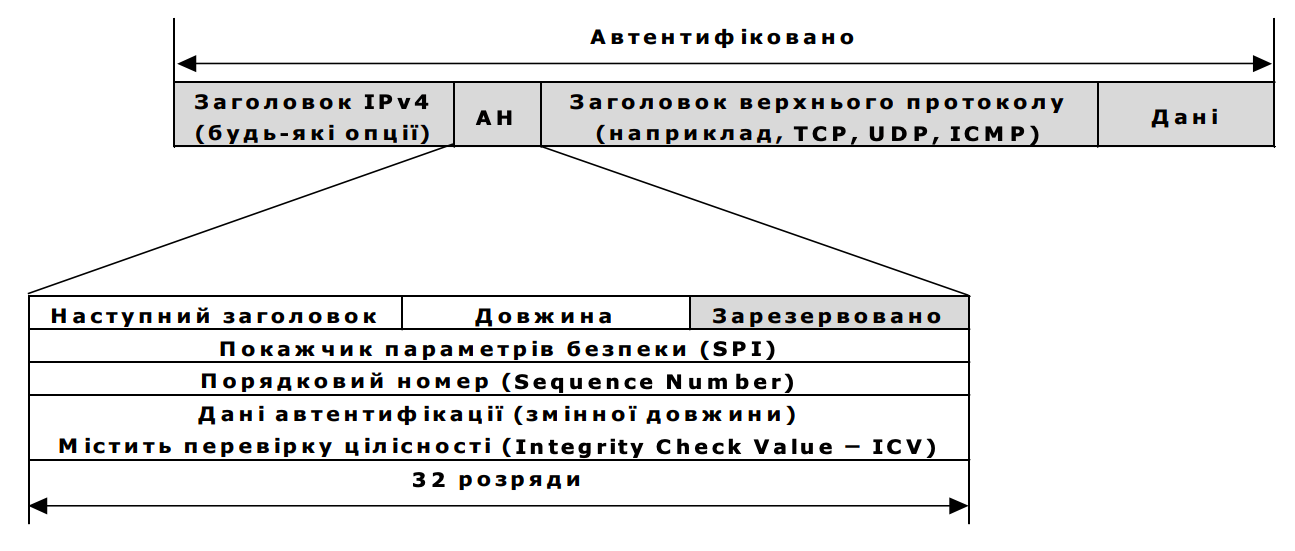 Автентифіковано
Заголовок IPv4
(будь-які опції)
АН
Заголовок верхнього протоколу
(наприклад, TCP, UDP, ICMP)
Дані
Наступний заголовок
Довжина
Зарезервовано
Покажчик параметрів безпеки (SPI)
Порядковий номер (Sequence Number)
Дані автентифікації (змінної довжини)
Містить перевірку цілісності (Integrity Check Value – ICV)
32 розряди